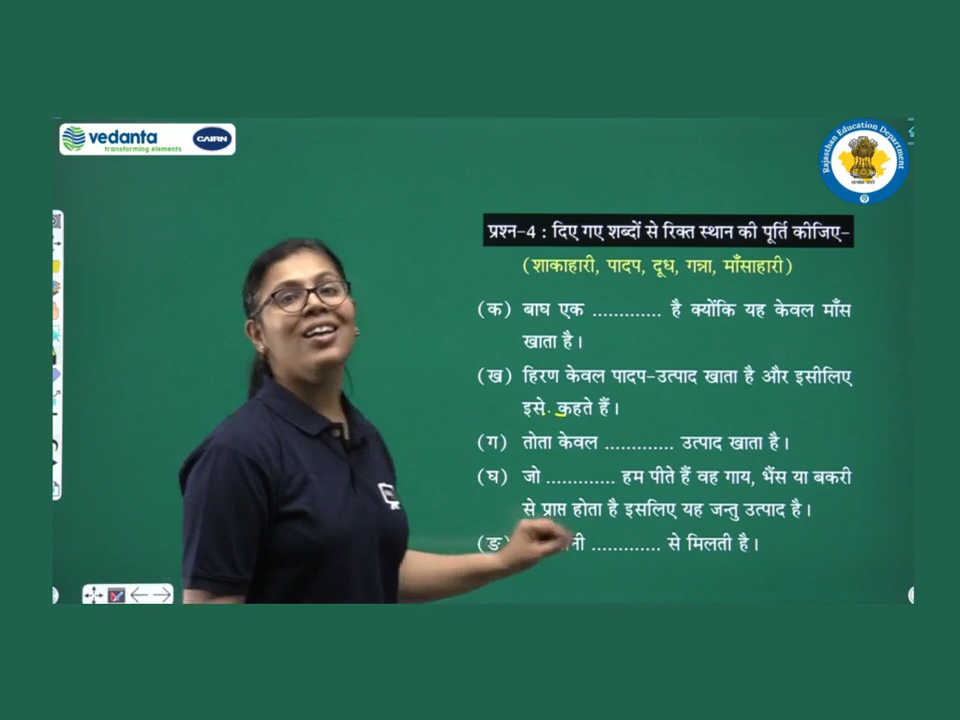 vedanta
transforming elements
CAIRN
Rajasthan Education Department
प्रश्न-4 : दिए गए शब्दों से रिक्त स्थान की पूर्ति कीजिए-
(शाकाहारी, पादप, दूध, गन्ना, माँसाहारी)
(क) बाघ एक ............. है क्योंकि यह केवल माँस
खाता है।
(ख) हिरण केवल पादप-उत्पाद खाता है और इसीलिए
इसे. कहते हैं।
(ग) तोता केवल ............. उत्पाद खाता है।
(घ) जो ............. हम पीते हैं वह गाय, भैंस या बकरी
से प्राप्त होता है इसलिए यह जन्तु उत्पाद है।
(ङ) ............. से मिलती है।